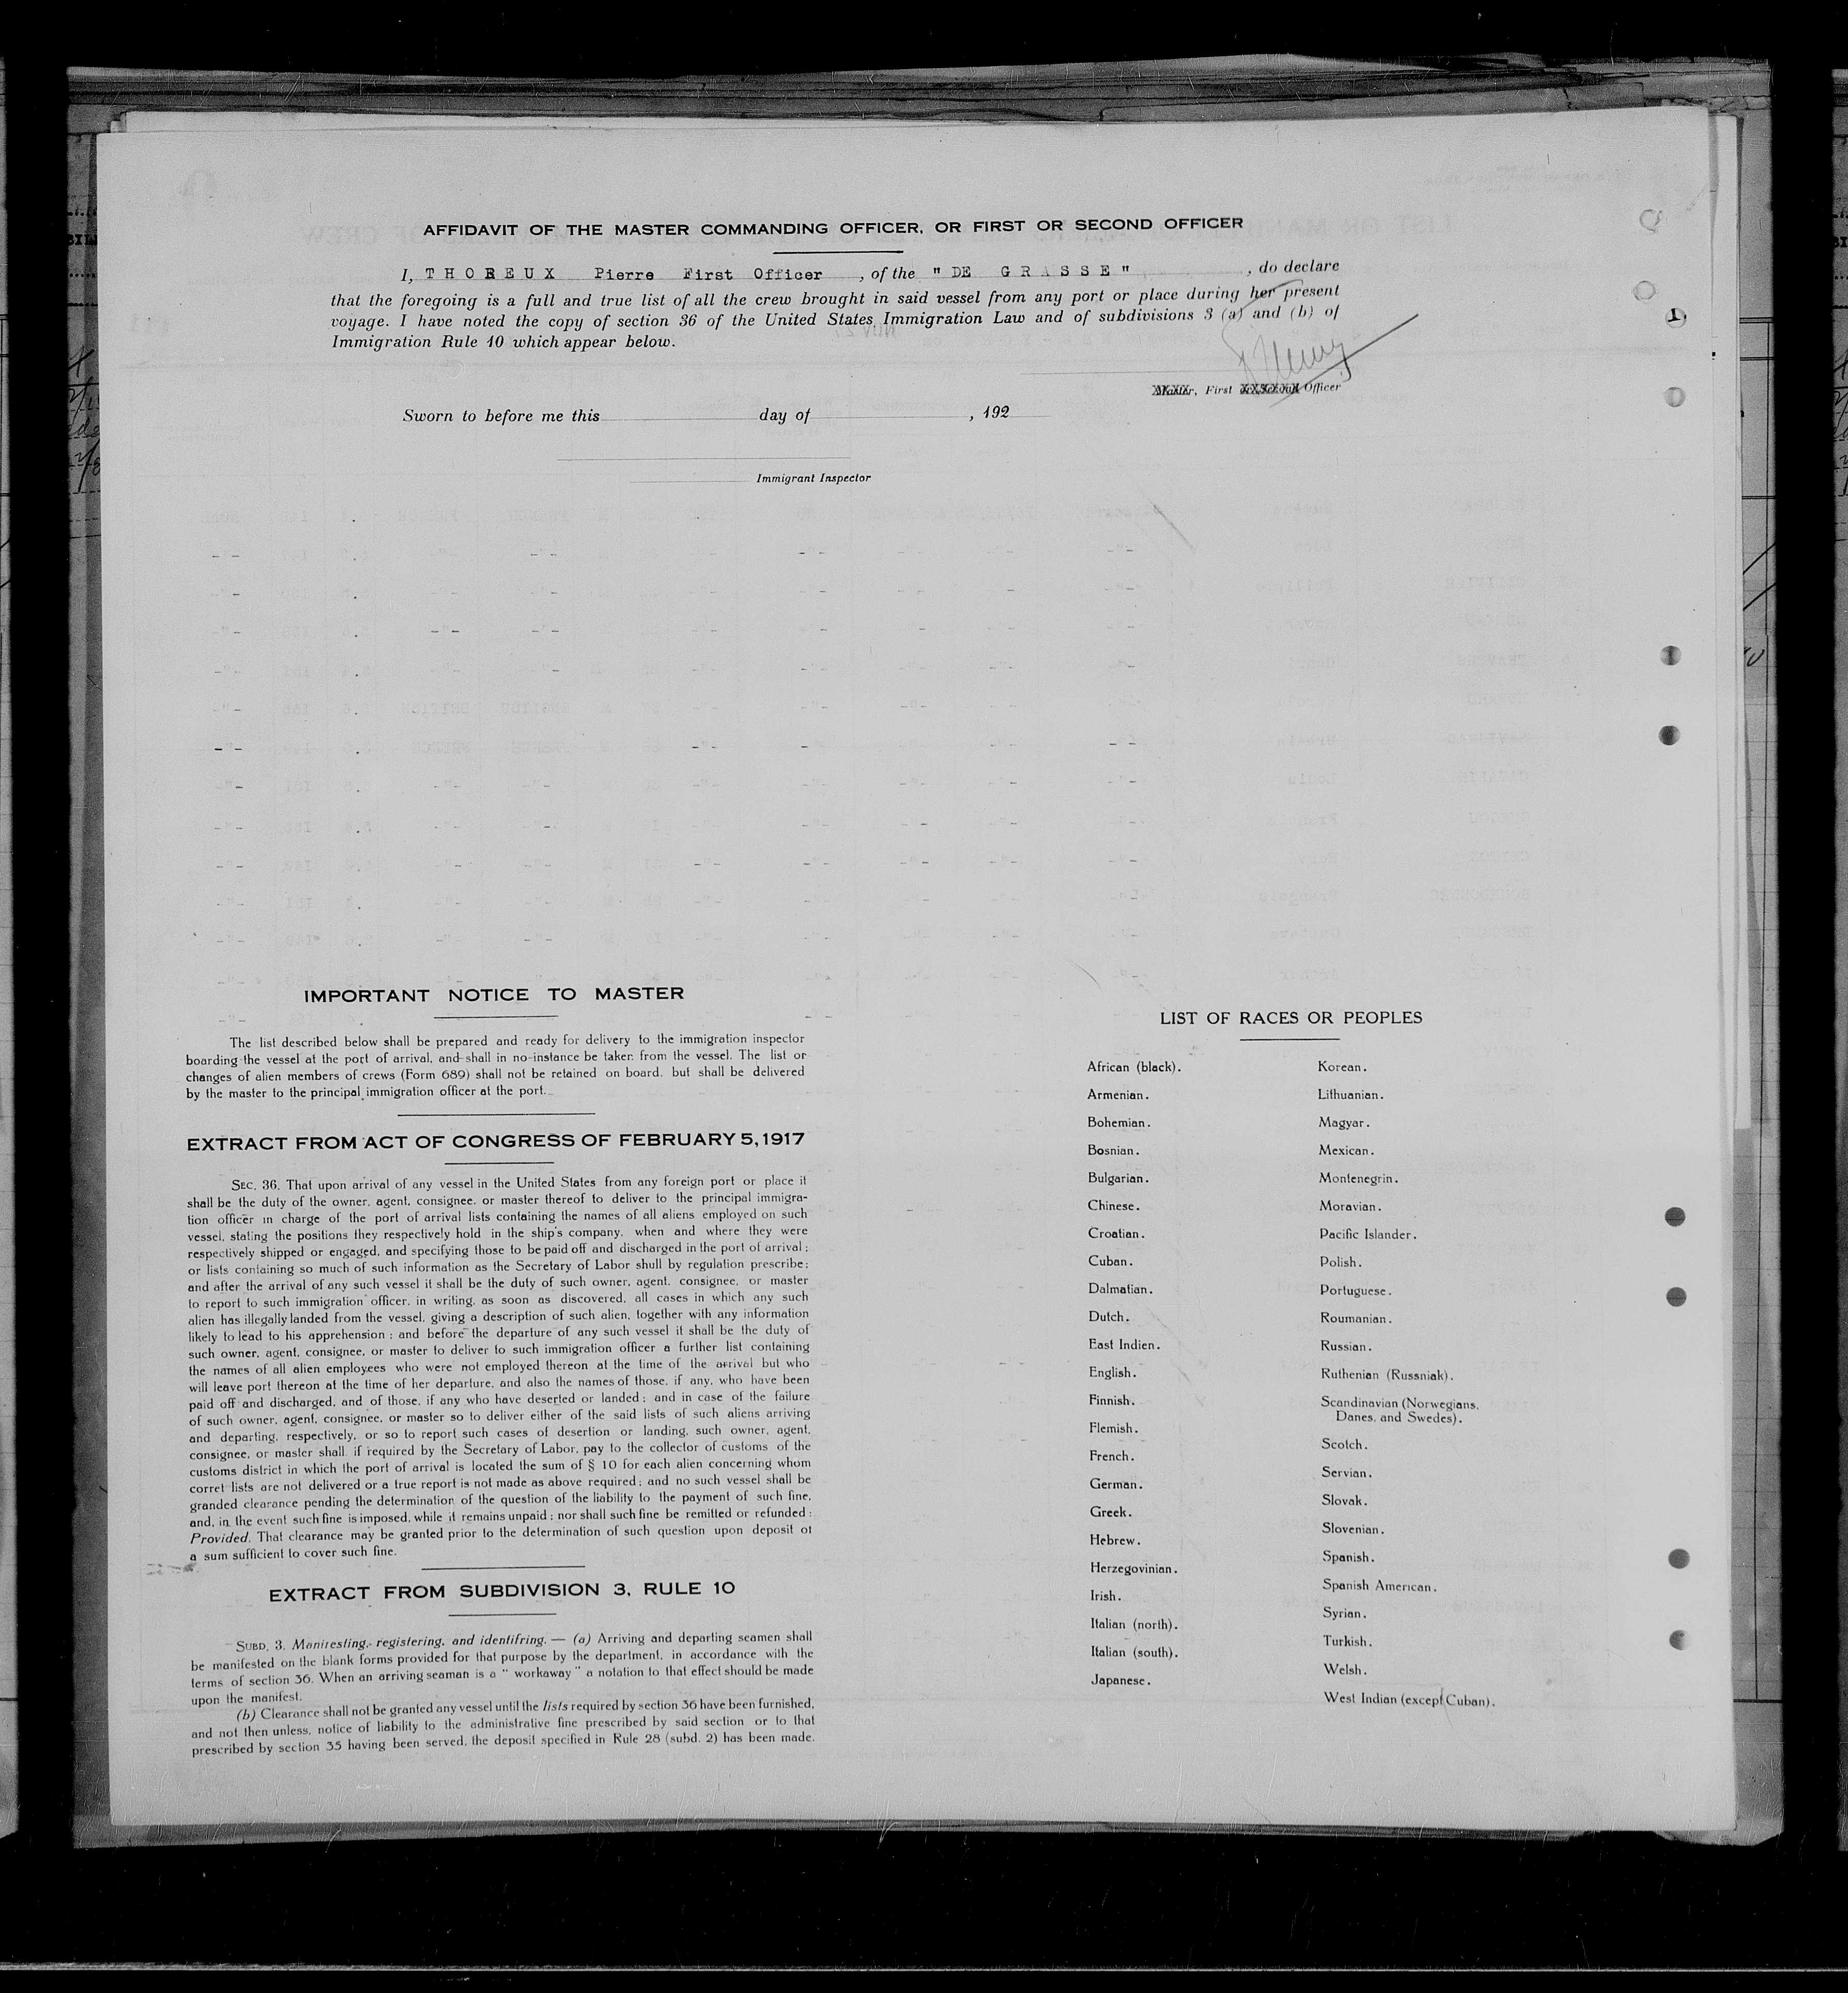 AFFIDAVIT OF THE MASTER COMMANDING OFFICER, OR FIRST OR SECOND OFFICER
I, THOREUX Pierre First Officer , of the " DE GRASSE " , do declare
that the foregoing is a full and true list of all the crew brought in said vessel from any port or place during her present
voyage. I have noted the copy of section 36 of the United States Immigration Law and of subdivisions 3 (a) and (b) of
Immigration Rule 10 which appear below.
Master, First or Second Officer
Sworn to before me this day of , 192
Immigrant Inspector
IMPORTANT NOTICE TO MASTER
The list described below shall be prepared and ready for delivery to the immigration inspector
boarding the vessel at the port of arrival, and shall in no instance be taken from the vessel. The list or
changes of alien members of crews (Form 689) shall not be retained on board, but shall be delivered
by the master to the principal immigration officer at the port.
EXTRACT FROM ACT OF CONGRESS OF FEBRUARY 5, 1917
SEC. 36. That upon arrival of any vessel in the United States from any foreign port or place it
shall be the duty of the owner, agent, consignee, or master thereof to deliver to the principal immigra-
tion officer in charge of the port of arrival lists containing the names of all aliens employed on such
vessel, stating the positions they respectively hold in the ship's company, when and where they were
respectively shipped or engaged, and specifying those to be paid off and discharged in the port of arrival;
or lists containing so much of such information as the Secretary of Labor shull by regulation prescribe;
and after the arrival of any such vessel it shall be the duty of such owner, agent, consignee, or master
to report to such immigration officer, in writing, as soon as discovered, all cases in which any such
alien has illegally landed from the vessel, giving a description of such alien, together with any information
likely to lead to his apprehension; and before the departure of any such vessel it shall be the duty of
such owner, agent, consignee, or master to deliver to such immigration officer a further list containing
the names of all alien employees who were not employed thereon at the time of the arrival but who
will leave port thereon at the time of her departure, and also the names of those, if any, who have been
paid off and discharged, and of those, if any who have deserted or landed; and in case of the failure
of such owner, agent, consignee, or master so to deliver either of the said lists of such aliens arriving
and departing, respectively, or so to report such cases of desertion or landing, such owner, agent,
consignee, or master shall, if required by the Secretary of Labor, pay to the collector of customs of the
customs district in which the port of arrival is located the sum of § 10 for each alien concerning whom
corret lists are not delivered or a true report is not made as above required; and no such vessel shall be
granded clearance pending the determination of the question of the liability to the payment of such fine,
and, in the event such fine is imposed, while it remains unpaid; nor shall such fine be remitted or refunded:
Provided, That clearance may be granted prior to the determination of such question upon deposit of
a sum sufficient to cover such fine.
EXTRACT FROM SUBDIVISION 3, RULE 10
SUBD. 3. Maniresting, registering, and identifring. — (a) Arriving and departing seamen shall
be manifested on the blank forms provided for that purpose by the department, in accordance with the
terms of section 36. When an arriving seaman is a " workaway " a notation to that effect should be made
upon the manifest.
(b) Clearance shall not be granted any vessel until the lists required by section 36 have been furnished,
and not then unless, notice of liability to the administrative fine prescribed by said section or to that
prescribed by section 35 having been served, the deposit specified in Rule 28 (subd. 2) has been made.
LIST OF RACES OR PEOPLES
African (black).
Armenian.
Bohemian.
Bosnian.
Bulgarian.
Chinese.
Croatian.
Cuban.
Dalmatian.
Dutch.
East Indien.
English.
Finnish.
Flemish.
French.
German.
Greek.
Hebrew.
Herzegovinian.
Irish.
Italian (north).
Italian (south).
Japanese.
Korean.
Lithuanian.
Magyar.
Mexican.
Montenegrin.
Moravian.
Pacific Islander.
Polish.
Portuguese.
Roumanian.
Russian.
Ruthenian (Russniak).
Scandinavian (Norwegians,
Danes, and Swedes).
Scotch.
Servian.
Slovak.
Slovenian.
Spanish.
Spanish American.
Syrian.
Turkish.
Welsh.
West Indian (except Cuban).